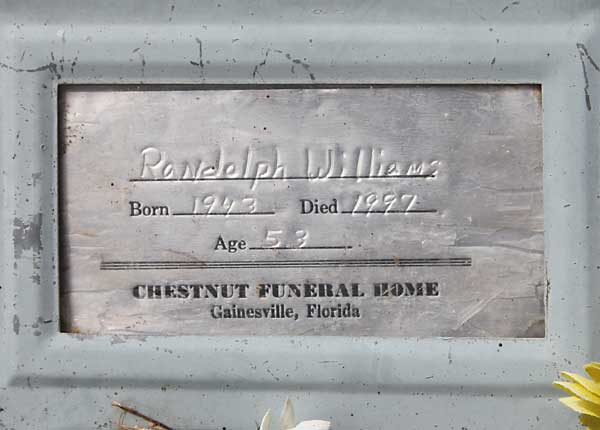 Randolph Williams
Born 1943 Died 1997
Age 53
CHESTNUT FUNERAL HOME
Gainesville, Florida